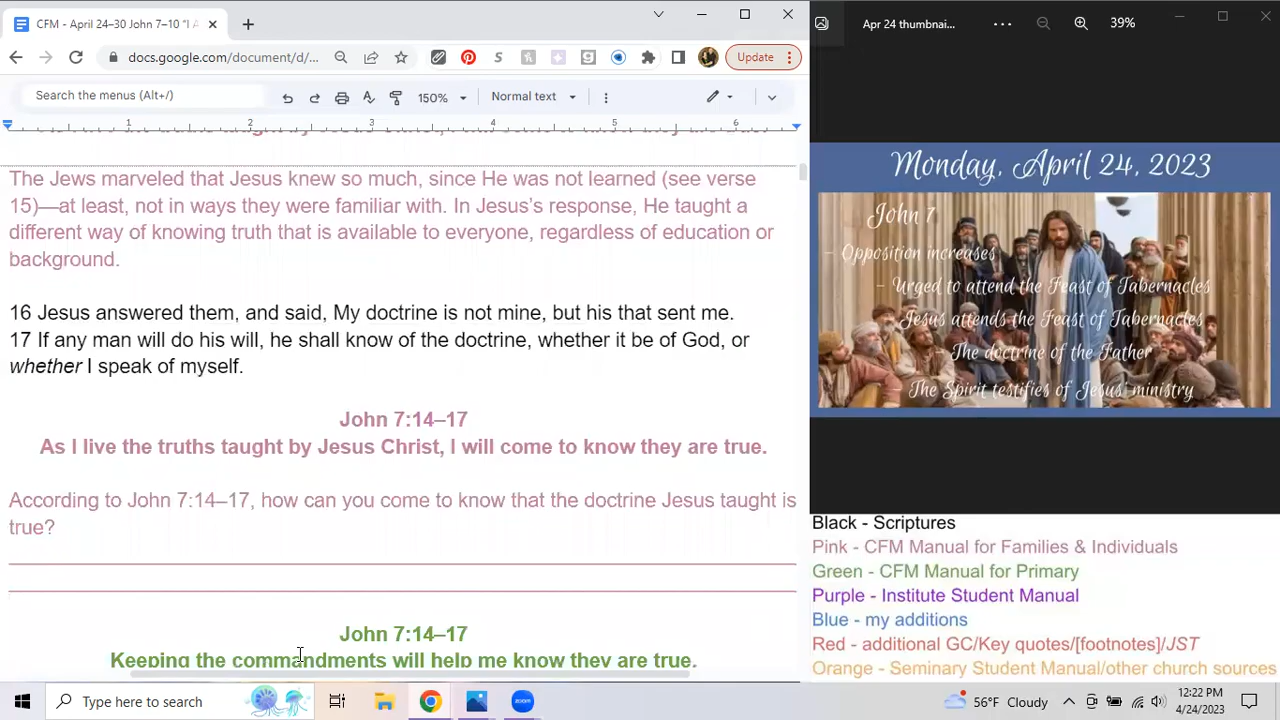 CFM - April 24–30 John 7–10 “I A
Apr 24 thumbnai...
39%
docs.google.com/document/d/...
Update
Search the menus (Alt+/)
150%
Normal text
1 2 3 4 5 6
The Jews marveled that Jesus knew so much, since He was not learned (see verse
15)—at least, not in ways they were familiar with. In Jesus’s response, He taught a
different way of knowing truth that is available to everyone, regardless of education or
background.
16 Jesus answered them, and said, My doctrine is not mine, but his that sent me.
17 If any man will do his will, he shall know of the doctrine, whether it be of God, or
whether I speak of myself.
John 7:14–17
As I live the truths taught by Jesus Christ, I will come to know they are true.
According to John 7:14–17, how can you come to know that the doctrine Jesus taught is
true?
John 7:14–17
Keeping the commandments will help me know they are true.
Monday, April 24, 2023
John 7
- Opposition increases
- Urged to attend the Feast of Tabernacles
Jesus attends the Feast of Tabernacles
- The doctrine of the Father
- The Spirit testifies of Jesus' ministry
Black - Scriptures
Pink - CFM Manual for Families & Individuals
Green - CFM Manual for Primary
Purple - Institute Student Manual
Blue - my additions
Red - additional GC/Key quotes/[footnotes]/JST
Orange - Seminary Student Manual/other church sources
Type here to search
56°F Cloudy
12:22 PM
4/24/2023